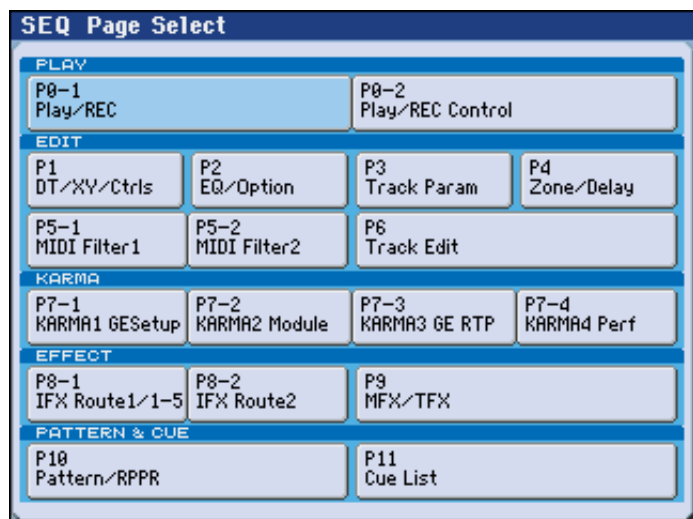 SEQ Page Select
PLAY
P0-1
Play/REC
P0-2
Play/REC Control
EDIT
P1
DT/XY/Ctrls
P2
EQ/Option
P3
Track Param
P4
Zone/Delay
P5-1
MIDI Filter1
P5-2
MIDI Filter2
P6
Track Edit
KARMA
P7-1
KARMA1 GESetup
P7-2
KARMA2 Module
P7-3
KARMA3 GE RTP
P7-4
KARMA4 Perf
EFFECT
P8-1
IFX Route1/1-5
P8-2
IFX Route2
P9
MFX/TFX
PATTERN & CUE
P10
Pattern/RPPR
P11
Cue List